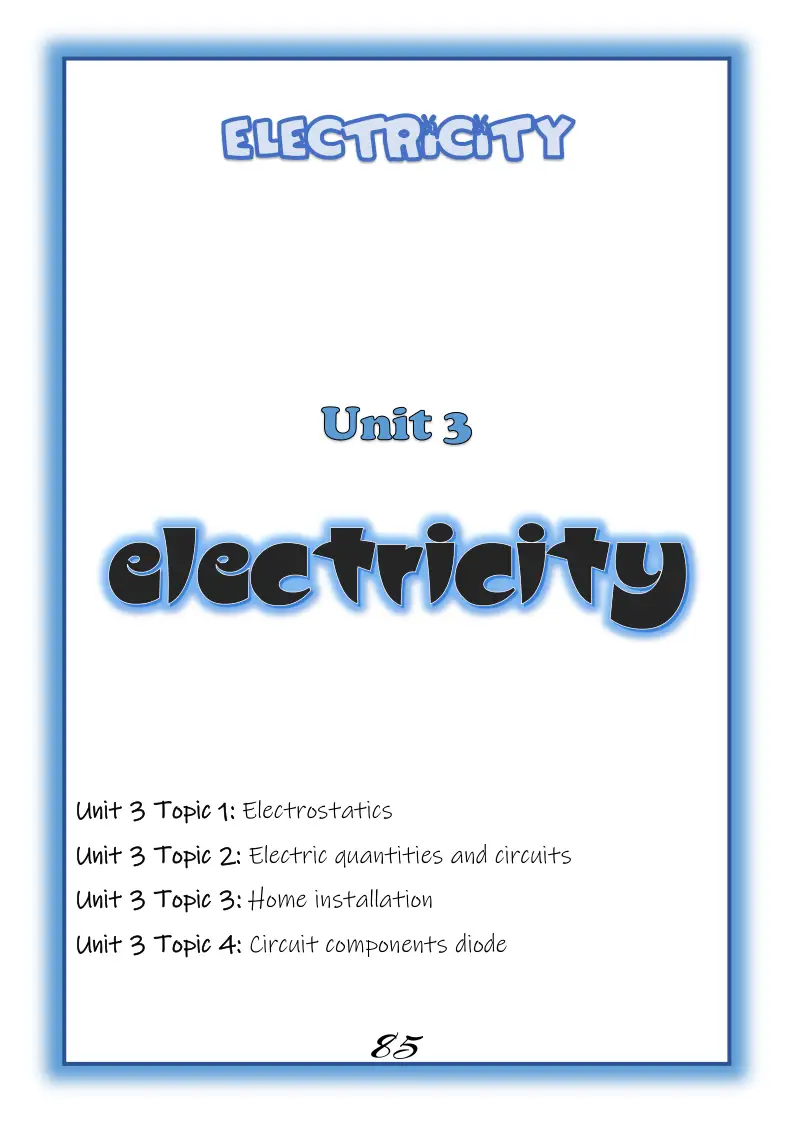 ELECTRiCiTY
Unit 3
electricity
Unit 3 Topic 1: Electrostatics
Unit 3 Topic 2: Electric quantities and circuits
Unit 3 Topic 3: Home installation
Unit 3 Topic 4: Circuit components diode
85